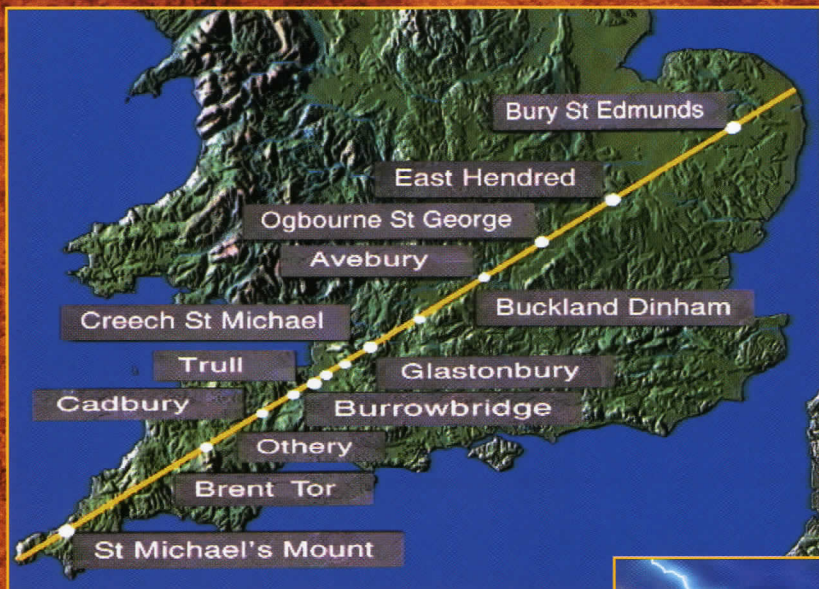 Bury St Edmunds
East Hendred
Ogbourne St George
Avebury
Buckland Dinham
Creech St Michael
Trull
Glastonbury
Cadbury
Burrowbridge
Othery
Brent Tor
St Michael's Mount